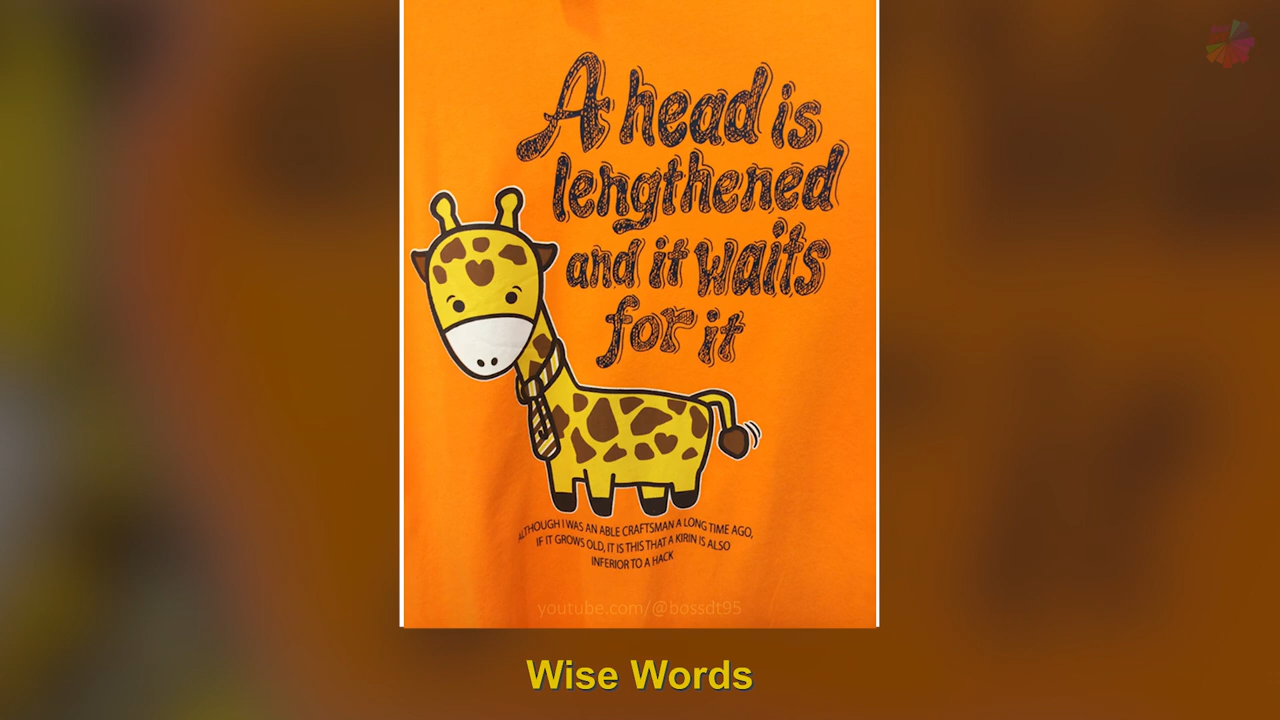 A head is
lengthened
and it waits
for it
ALTHOUGH I WAS AN ABLE CRAFTSMAN A LONG TIME AGO,
IF IT GROWS OLD, IT IS THIS THAT A KIRIN IS ALSO
INFERIOR TO A HACK
youtube.com/@bossdt95
Wise Words